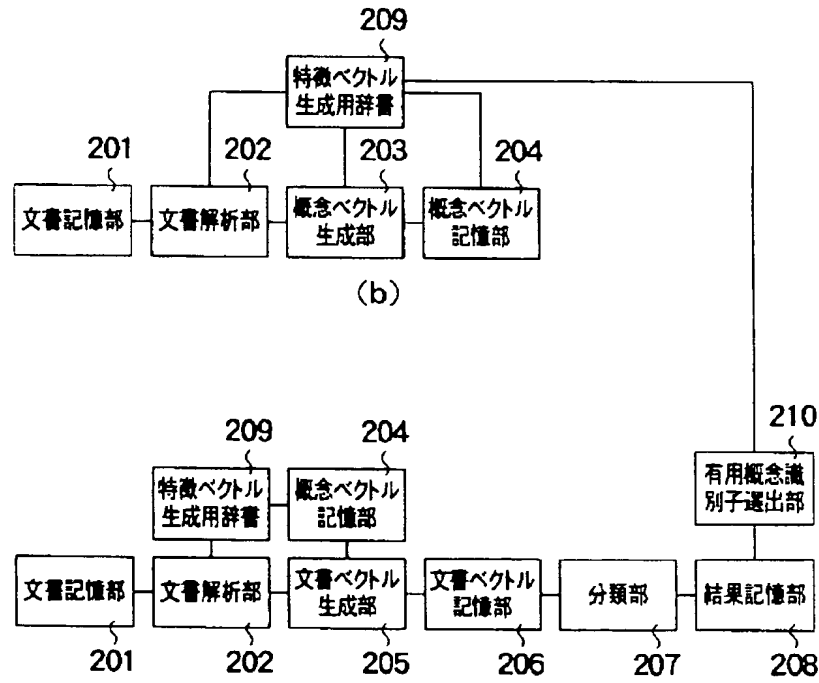 209
特徴ベクトル
生成用辞書
201
202
203
204
文書記憶部
文書解析部
概念ベクトル
生成部
概念ベクトル
記憶部
(b)
209
204
210
特徴ベクトル
生成用辞書
概念ベクトル
記憶部
有用概念識
別子選出部
文書記憶部
文書解析部
文書ベクトル
生成部
文書ベクトル
記憶部
分類部
結果記憶部
201
202
205
206
207
208